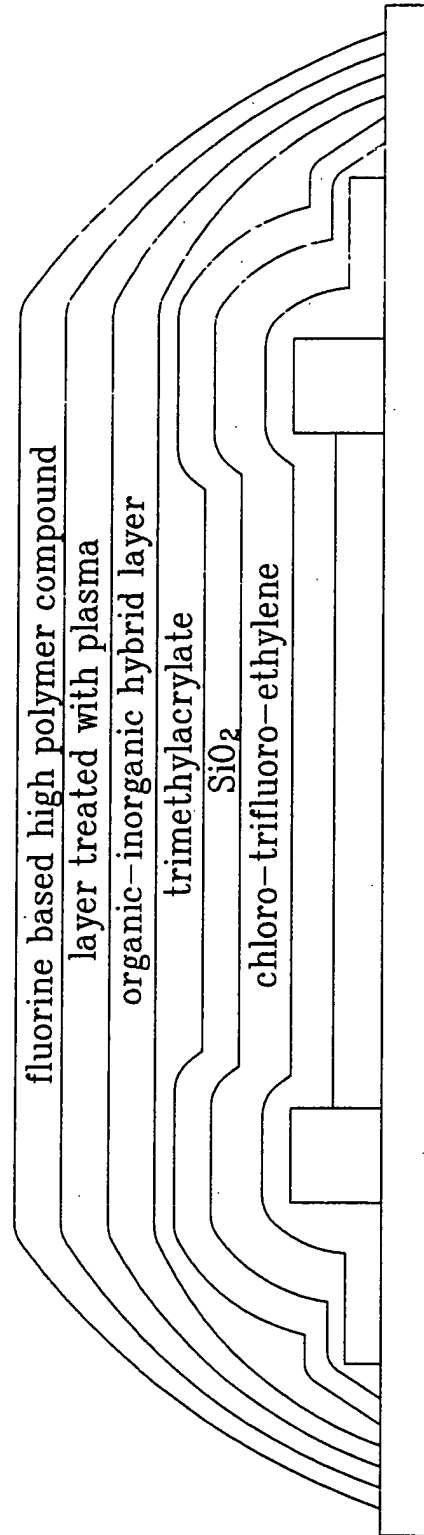 fluorine based high polymer compound
layer treated with plasma
organic–inorganic hybrid layer
trimethylacrylate
SiO₂
chloro–trifluoro–ethylene